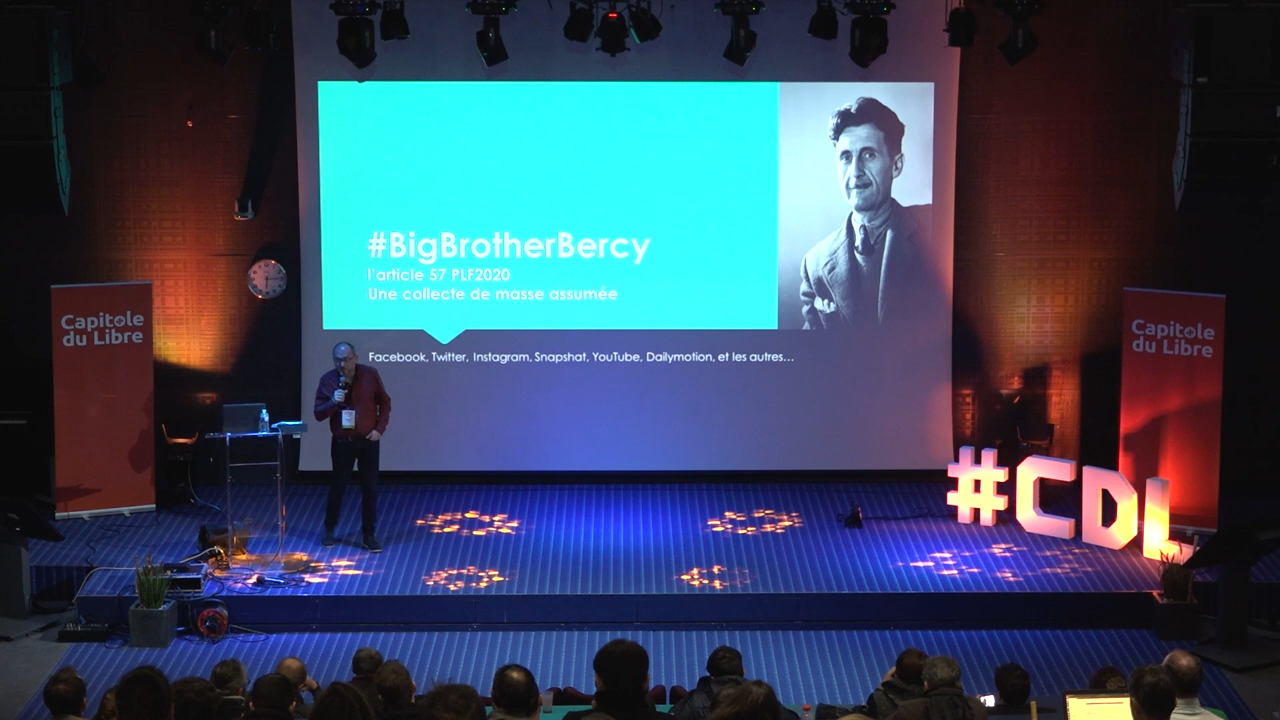 #BigBrotherBercy
l'article 57 PLF2020
Une collecte de masse assumée
Facebook, Twitter, Instagram, Snapshat, YouTube, Dailymotion, et les autres...
Capitole
du Libre
Capitole
du Libre
#CDL